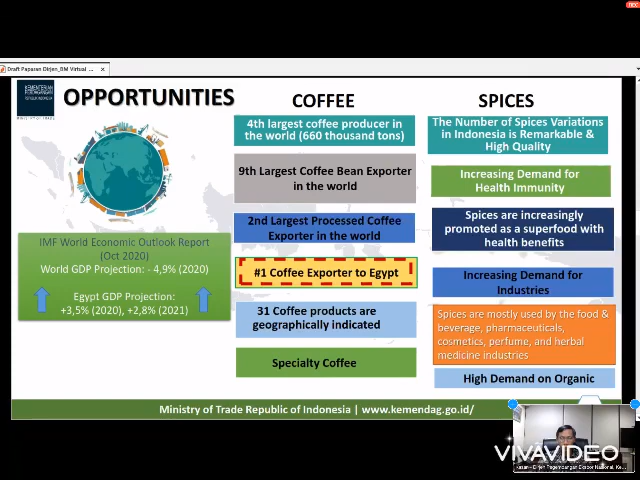 Draft Paparan Dirjen_BM Virtual ...
KEMENTERIAN
PERDAGANGAN
OPPORTUNITIES
COFFEE
SPICES
4th largest coffee producer in
the world (660 thousand tons)
9th Largest Coffee Bean Exporter
in the world
2nd Largest Processed Coffee
Exporter in the world
#1 Coffee Exporter to Egypt
31 Coffee products are
geographically indicated
Specialty Coffee
The Number of Spices Variations
in Indonesia is Remarkable &
High Quality
Increasing Demand for
Health Immunity
Spices are increasingly
promoted as a superfood with
health benefits
Increasing Demand for
Industries
Spices are mostly used by the food &
beverage, pharmaceuticals,
cosmetics, perfume, and herbal
medicine industries
High Demand on Organic
IMF World Economic Outlook Report
(Oct 2020)
World GDP Projection: - 4,9% (2020)
Egypt GDP Projection:
+3,5% (2020), +2,8% (2021)
Ministry of Trade Republic of Indonesia | www.kemendag.go.id/
VIVAVIDEO